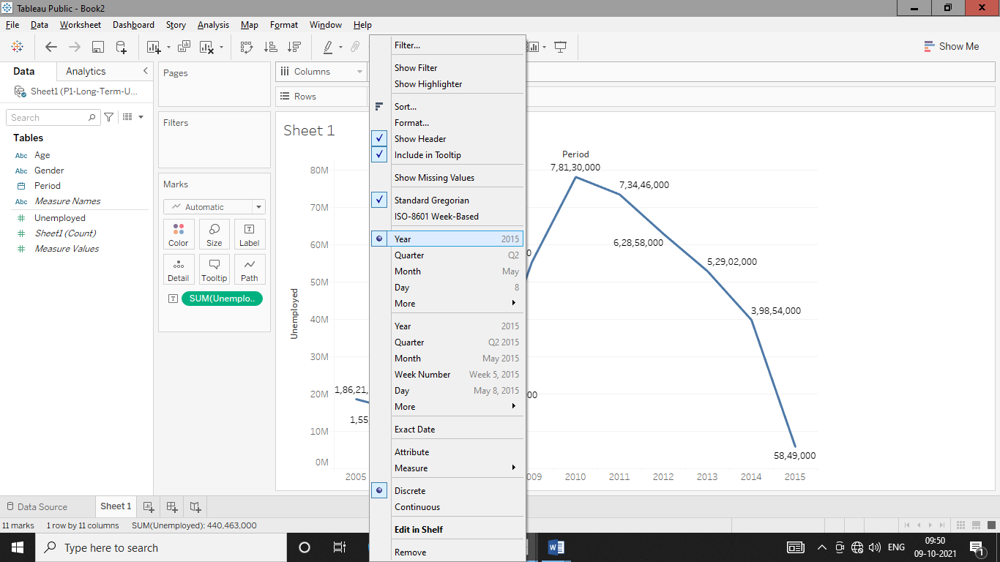 Tableau Public - Book2
File Data Worksheet Dashboard Story Analysis Map Format Window Help
Show Me
Data Analytics
Sheet1 (P1-Long-Term-U...
Search
Tables
Abc Age
Abc Gender
Period
Abc Measure Names
Unemployed
Sheet1 (Count)
Measure Values
Pages
Filters
Marks
Automatic
Color Size Label
Detail Tooltip Path
SUM(Unemplo..
Columns
Rows
Sheet 1
Filter...
Show Filter
Show Highlighter
Sort...
Format...
Show Header
Include in Tooltip
Show Missing Values
Standard Gregorian
ISO-8601 Week-Based
Year 2015
Quarter Q2
Month May
Day 8
More
Year 2015
Quarter Q2 2015
Month May 2015
Week Number Week 5, 2015
Day May 8, 2015
More
Exact Date
Attribute
Measure
Discrete
Continuous
Edit in Shelf
Remove
Period
7,81,30,000
7,34,46,000
6,28,58,000
5,29,02,000
3,98,54,000
58,49,000
1,86,21,
1,55
0
00
Unemployed
80M
70M
60M
50M
40M
30M
20M
10M
0M
2005 009 2010 2011 2012 2013 2014 2015
Data Source Sheet 1
11 marks 1 row by 11 columns SUM(Unemployed): 440,463,000
Type here to search
ENG
09:50
09-10-2021
1